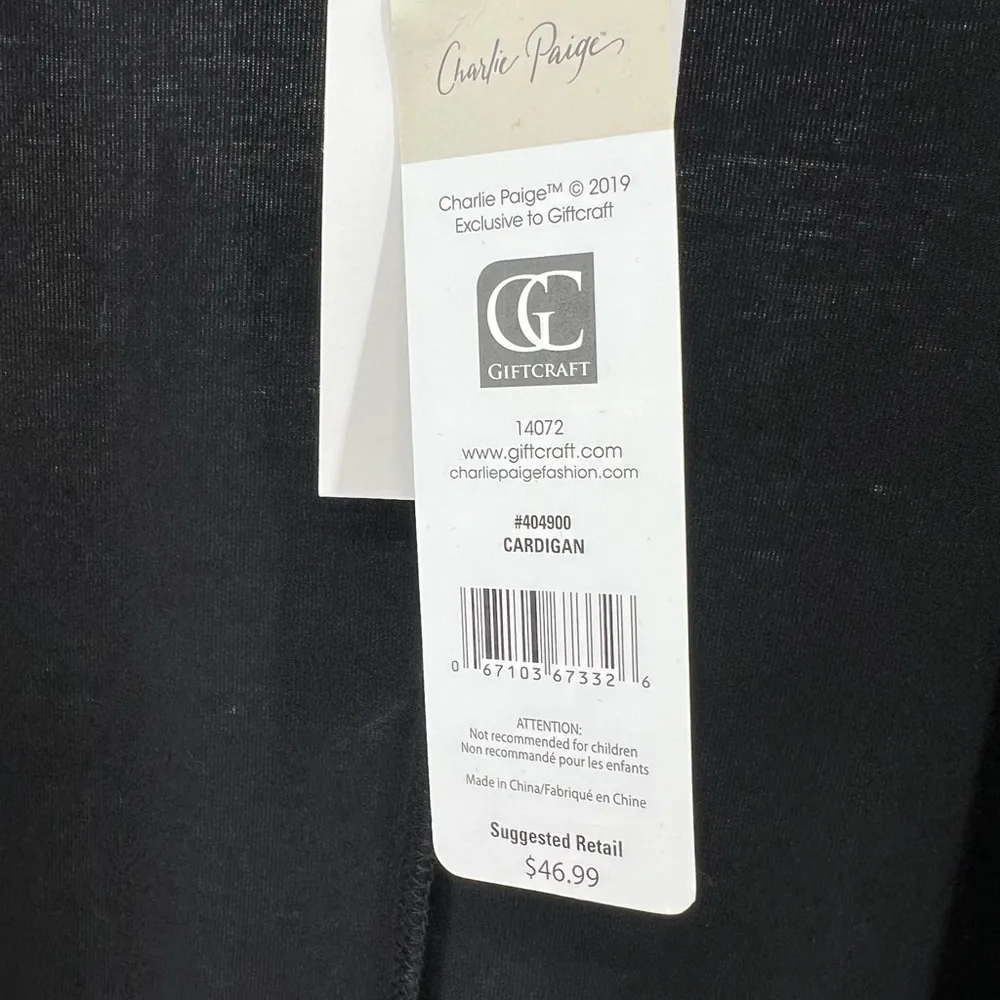 Charlie Paige™
Charlie Paige™ © 2019
Exclusive to Giftcraft
GC
GIFTCRAFT
14072
www.giftcraft.com
charliepaigefashion.com
#404900
CARDIGAN
0 67103 67332 6
ATTENTION:
Not recommended for children
Non recommandé pour les enfants
Made in China/Fabriqué en Chine
Suggested Retail
$46.99